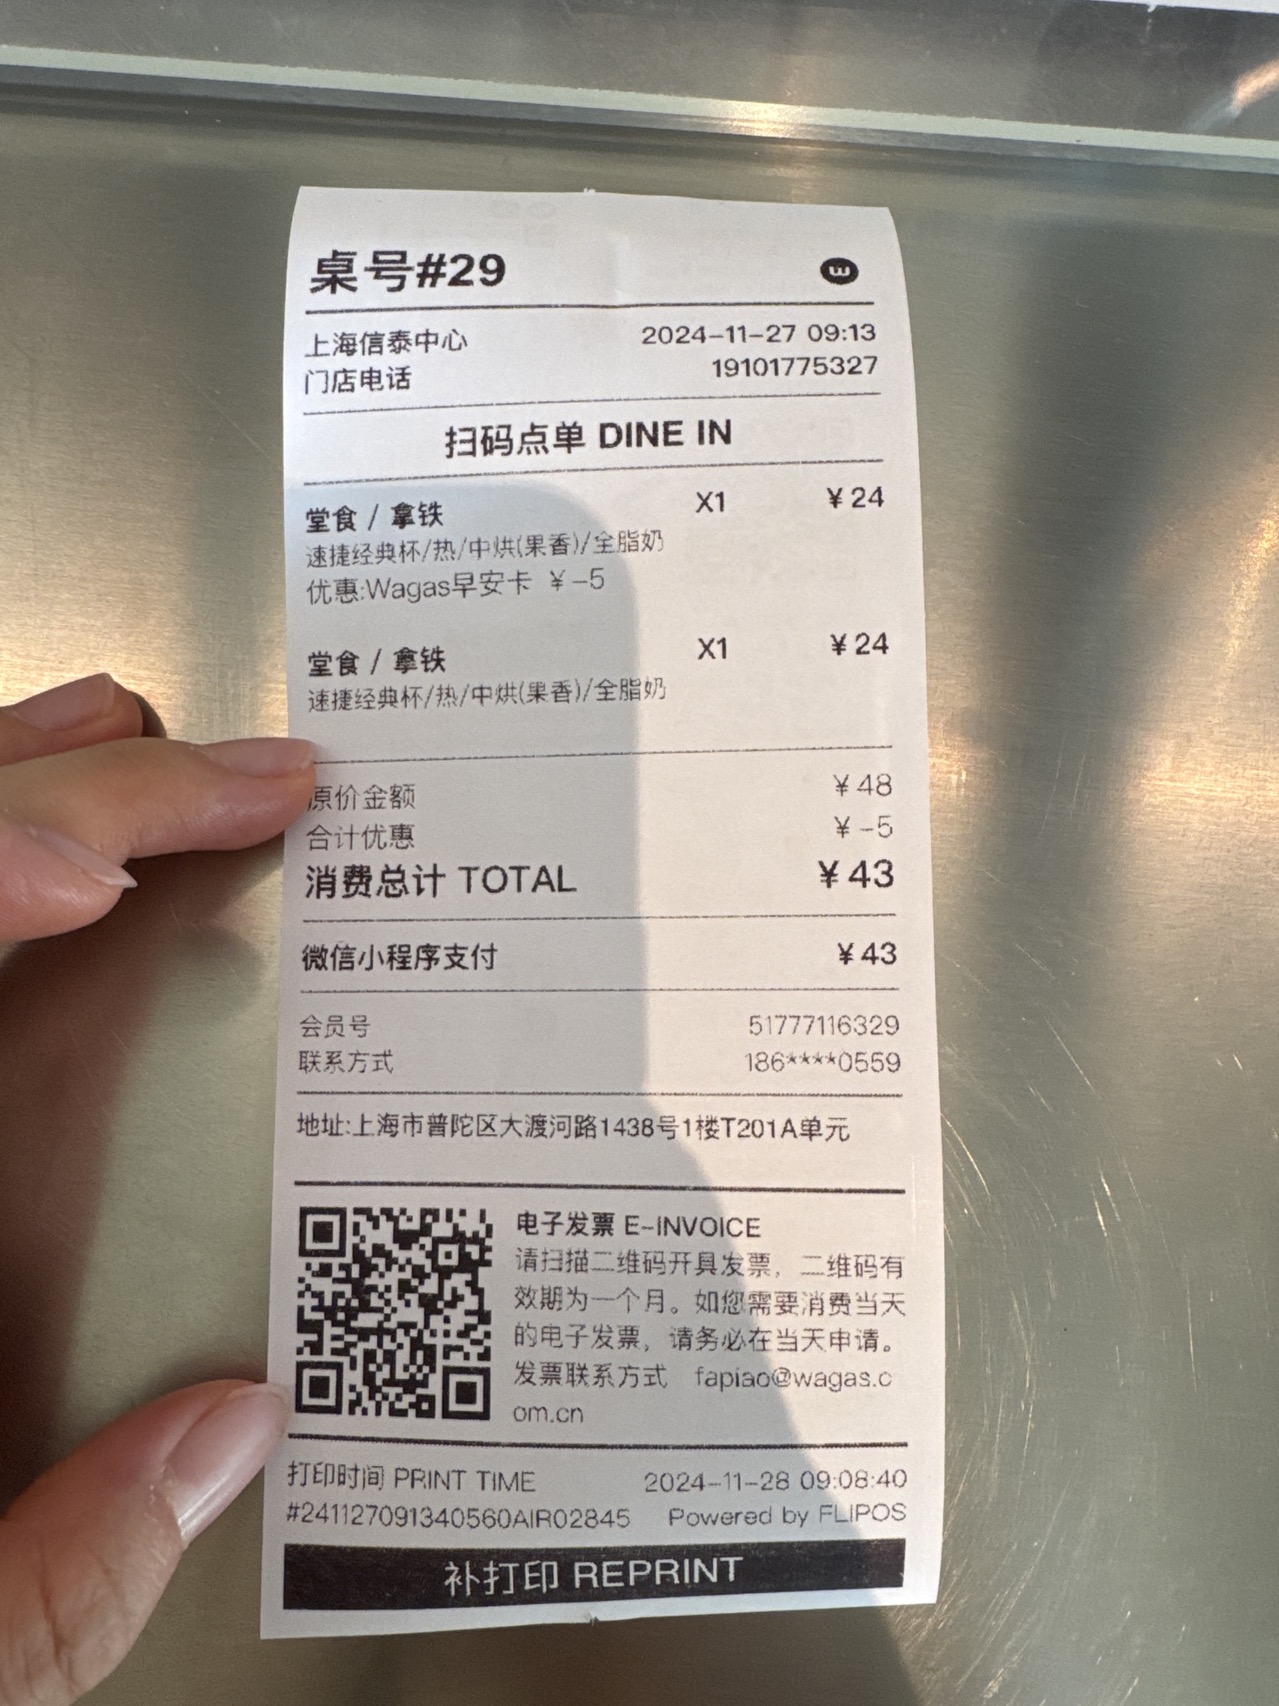 桌号#29
上海信泰中心 2024-11-27 09:13
门店电话 19101775327
扫码点单 DINE IN
堂食 / 拿铁 X1 ¥24
速捷经典杯/热/中烘(果香)/全脂奶
优惠:Wagas早安卡 ¥-5
堂食 / 拿铁 X1 ¥24
速捷经典杯/热/中烘(果香)/全脂奶
原价金额 ¥48
合计优惠 ¥-5
消费总计 TOTAL ¥43
微信小程序支付 ¥43
会员号 51777116329
联系方式 186****0559
地址:上海市普陀区大渡河路1438号1楼T201A单元
电子发票 E-INVOICE
请扫描二维码开具发票，二维码有
效期为一个月。如您需要消费当天
的电子发票，请务必在当天申请。
发票联系方式 fapiao@wagas.c
om.cn
打印时间 PRINT TIME 2024-11-28 09:08:40
#241127091340560AIR02845 Powered by FLIPOS
补打印 REPRINT